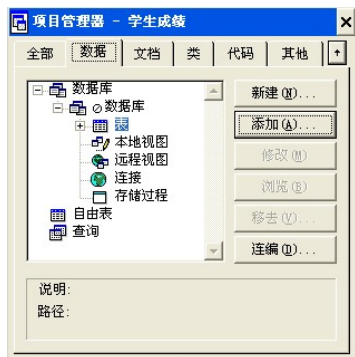 项目管理器 - 学生成绩
全部 数据 文档 类 代码 其他
数据库
数据库
表
本地视图
远程视图
连接
存储过程
自由表
查询
新建(N)...
添加(A)...
修改(M)
浏览(B)
移去(V)...
连编(D)...
说明:
路径: